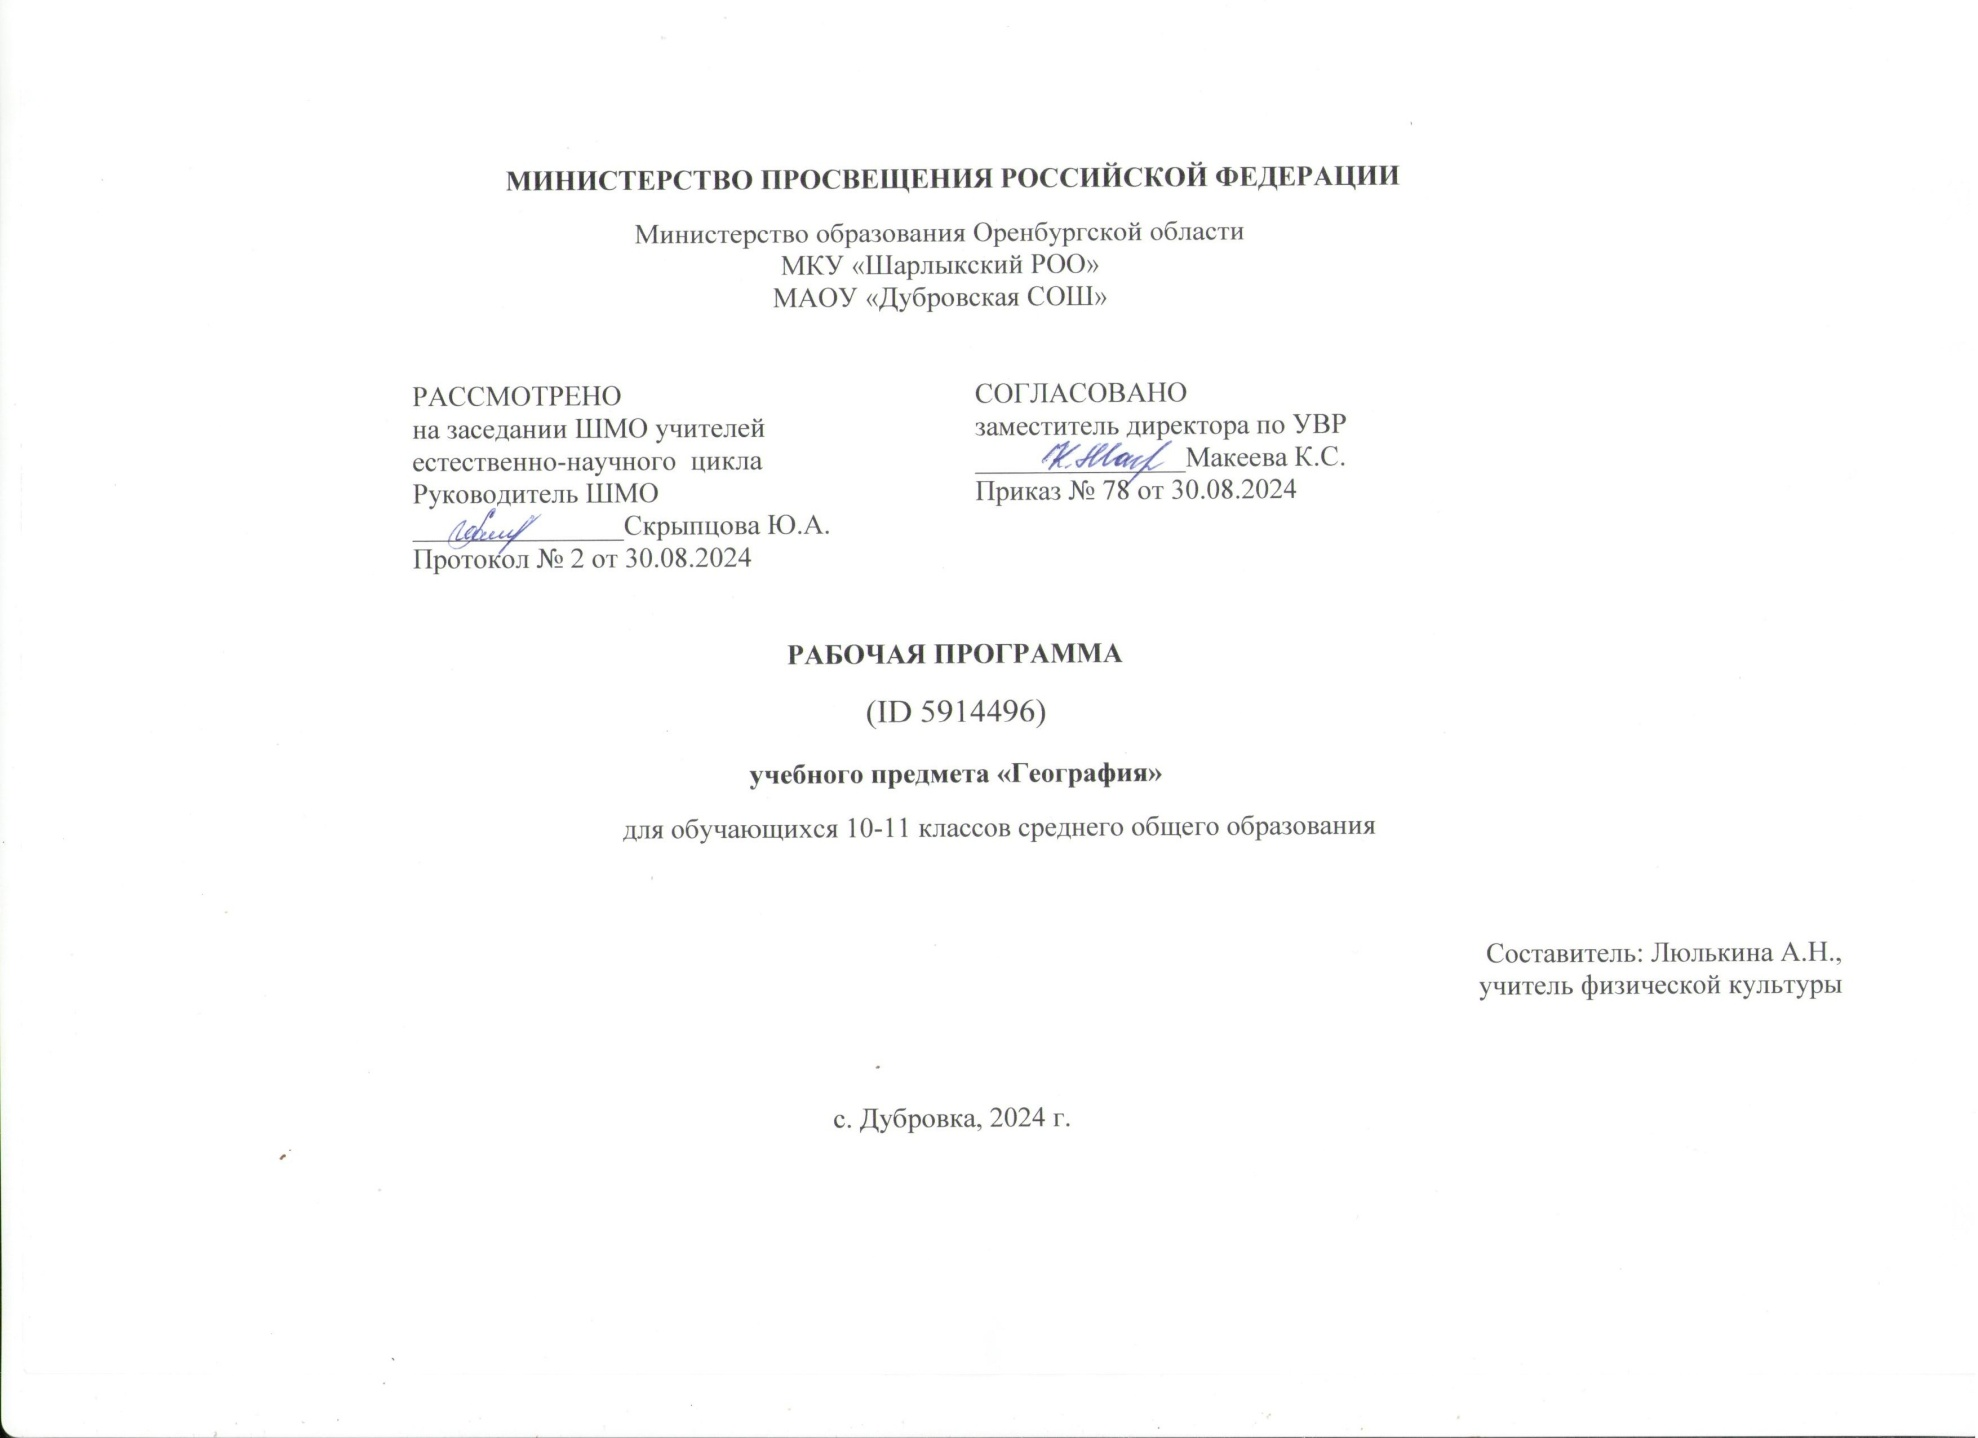 МИНИСТЕРСТВО ПРОСВЕЩЕНИЯ РОССИЙСКОЙ ФЕДЕРАЦИИ
Министерство образования Оренбургской области
МКУ «Шарлыкский РОО»
МАОУ «Дубровская СОШ»
РАССМОТРЕНО
на заседании ШМО учителей
естественно-научного цикла
Руководитель ШМО
_______________Скрыпцова Ю.А.
Протокол № 2 от 30.08.2024
СОГЛАСОВАНО
заместитель директора по УВР
_______________Макеева К.С.
Приказ № 78 от 30.08.2024
РАБОЧАЯ ПРОГРАММА
(ID 5914496)
учебного предмета «География»
для обучающихся 10-11 классов среднего общего образования
Составитель: Люлькина А.Н.,
учитель физической культуры
с. Дубровка, 2024 г.